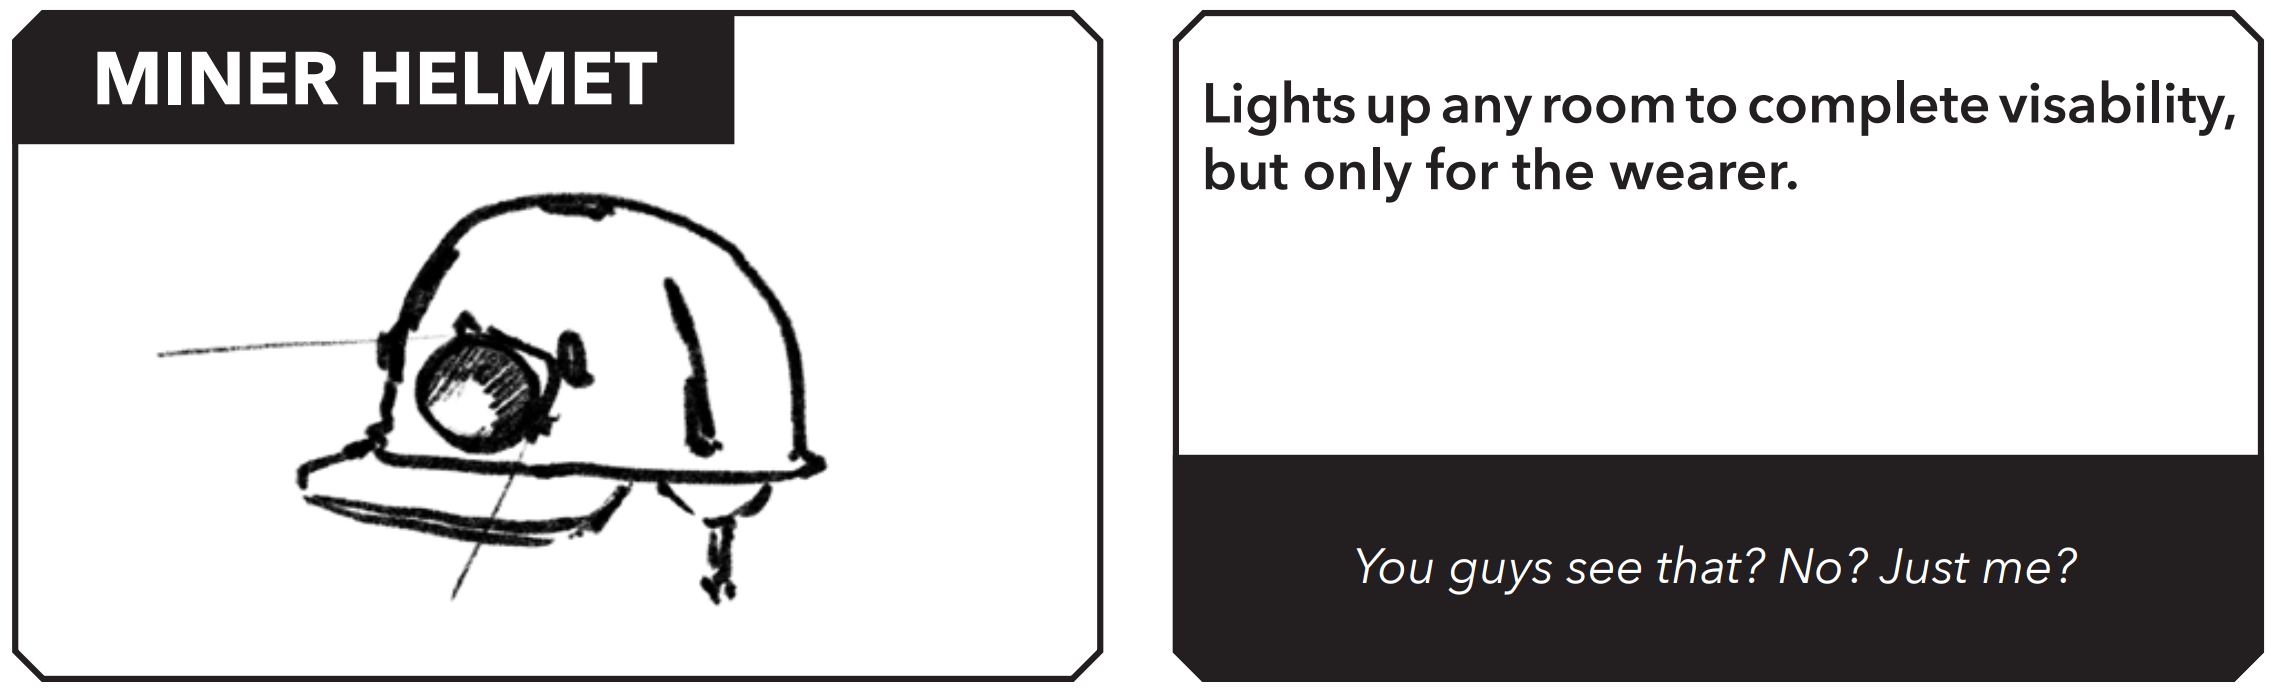 MINER HELMET
Lights up any room to complete visability,
but only for the wearer.
You guys see that? No? Just me?